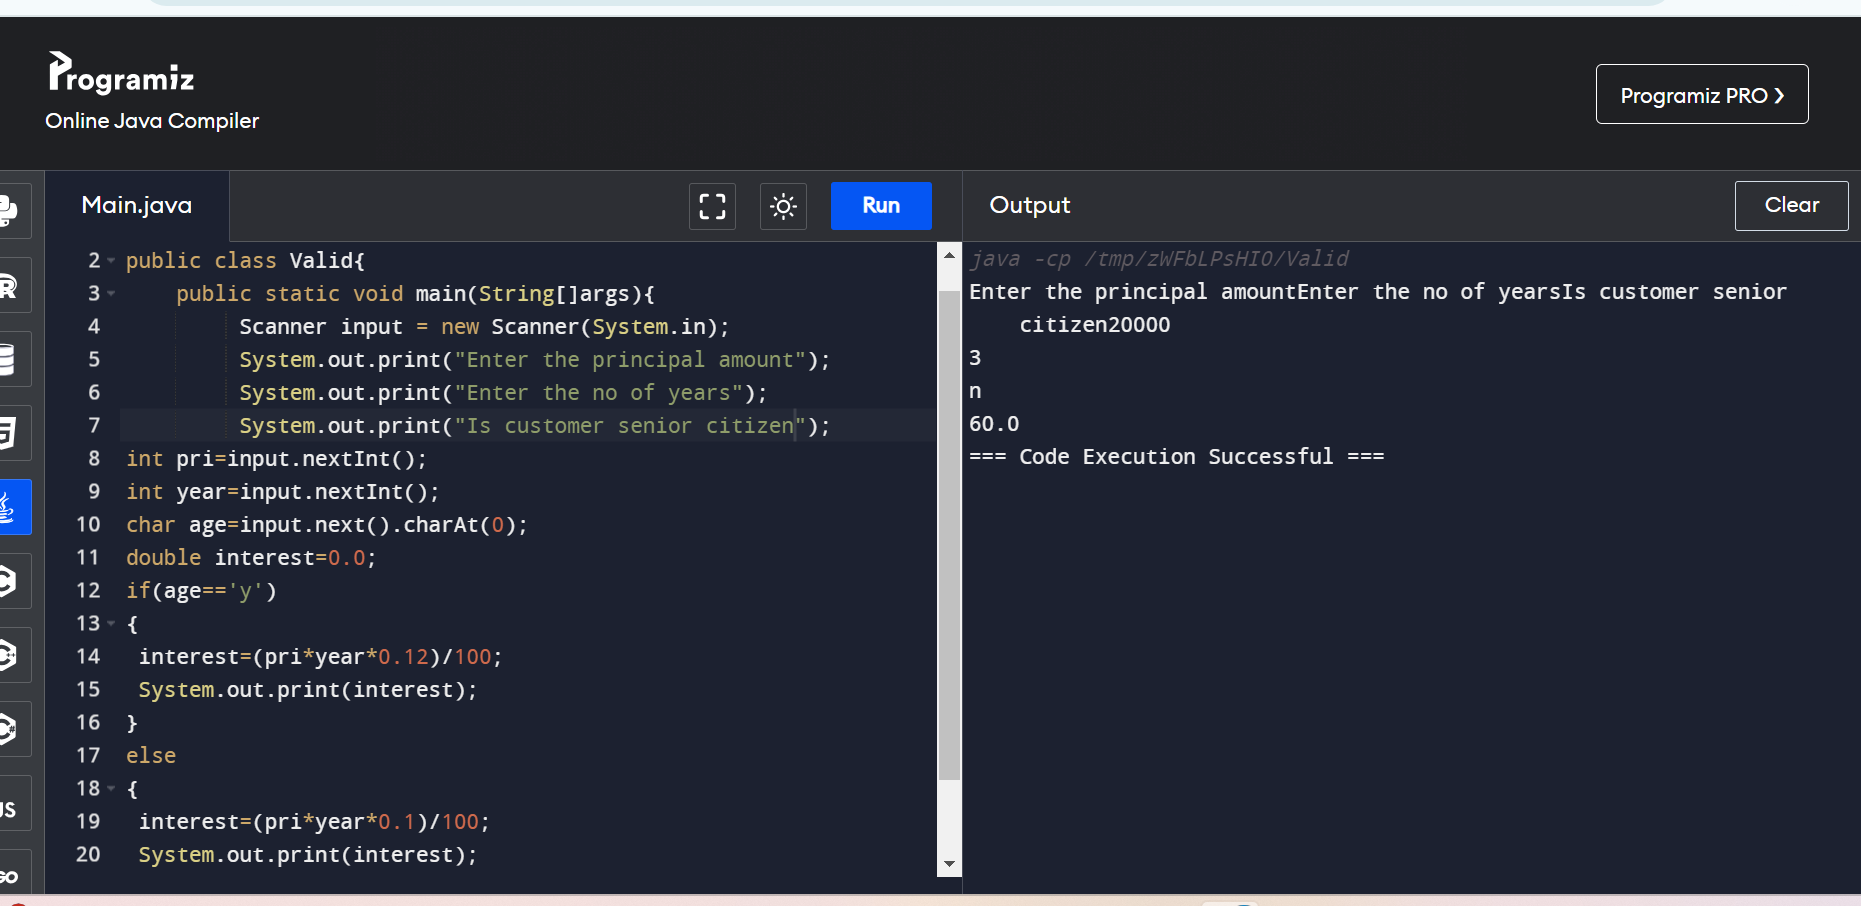 Programiz
Online Java Compiler
Programiz PRO ❯
Main.java
Run
Output
Clear
2 public class Valid{
3     public static void main(String[]args){
4          Scanner input = new Scanner(System.in);
5          System.out.print("Enter the principal amount");
6          System.out.print("Enter the no of years");
7          System.out.print("Is customer senior citizen");
8 int pri=input.nextInt();
9 int year=input.nextInt();
10 char age=input.next().charAt(0);
11 double interest=0.0;
12 if(age=='y')
13 {
14  interest=(pri*year*0.12)/100;
15  System.out.print(interest);
16 }
17 else
18 {
19  interest=(pri*year*0.1)/100;
20  System.out.print(interest);
java -cp /tmp/zWFbLPsHIO/Valid
Enter the principal amountEnter the no of yearsIs customer senior
    citizen20000
3
n
60.0
=== Code Execution Successful ===
R
C
JS
GO